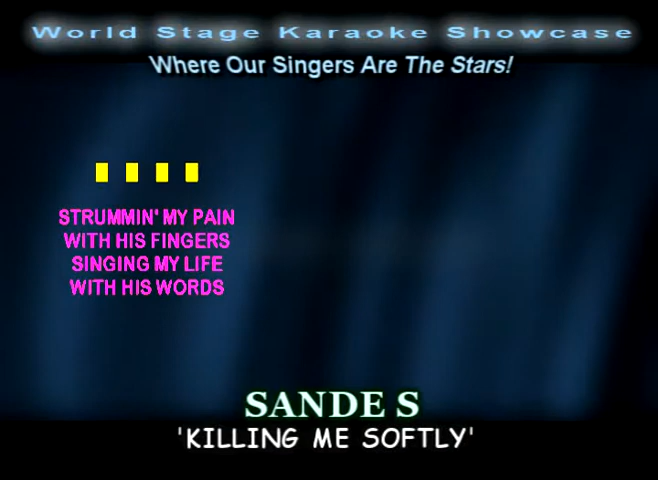 World Stage Karaoke Showcase
Where Our Singers Are The Stars!
STRUMMIN' MY PAIN
WITH HIS FINGERS
SINGING MY LIFE
WITH HIS WORDS
SANDE S
'KILLING ME SOFTLY'